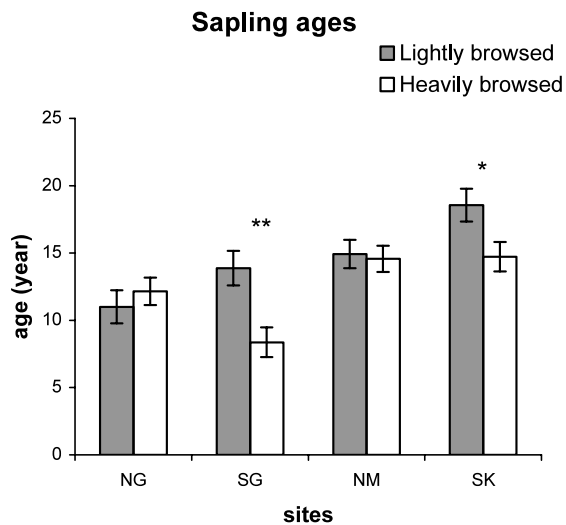 Sapling ages
Lightly browsed
Heavily browsed
25
20
15
10
5
0
age (year)
**
*
NG SG NM SK
sites